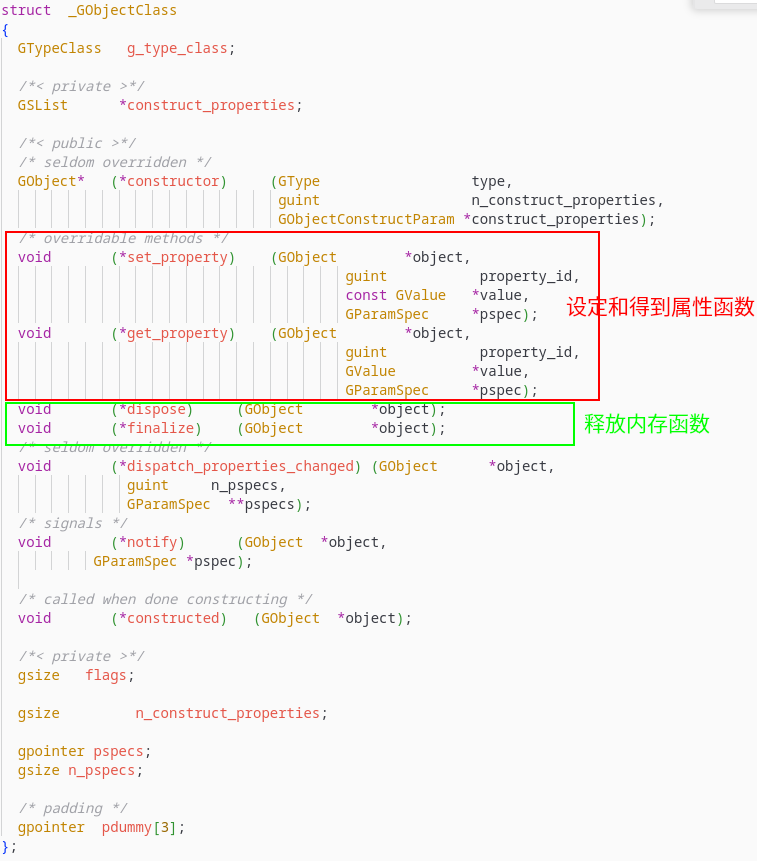 struct  _GObjectClass
{
  GTypeClass   g_type_class;
  /*< private >*/
  GSList      *construct_properties;
  /*< public >*/
  /* seldom overridden */
  GObject*   (*constructor)     (GType                  type,
                                 guint                  n_construct_properties,
                                 GObjectConstructParam *construct_properties);
  /* overridable methods */
  void       (*set_property)    (GObject        *object,
                                         guint           property_id,
                                         const GValue   *value,
                                         GParamSpec     *pspec);
设定和得到属性函数
  void       (*get_property)    (GObject        *object,
                                         guint           property_id,
                                         GValue         *value,
                                         GParamSpec     *pspec);
  void       (*dispose)     (GObject        *object);
  void       (*finalize)    (GObject        *object);
释放内存函数
  /* seldom overridden */
  void       (*dispatch_properties_changed) (GObject      *object,
             guint     n_pspecs,
             GParamSpec  **pspecs);
  /* signals */
  void       (*notify)      (GObject  *object,
         GParamSpec *pspec);
  /* called when done constructing */
  void       (*constructed)   (GObject  *object);
  /*< private >*/
  gsize   flags;
  gsize         n_construct_properties;
  gpointer pspecs;
  gsize n_pspecs;
  /* padding */
  gpointer  pdummy[3];
};